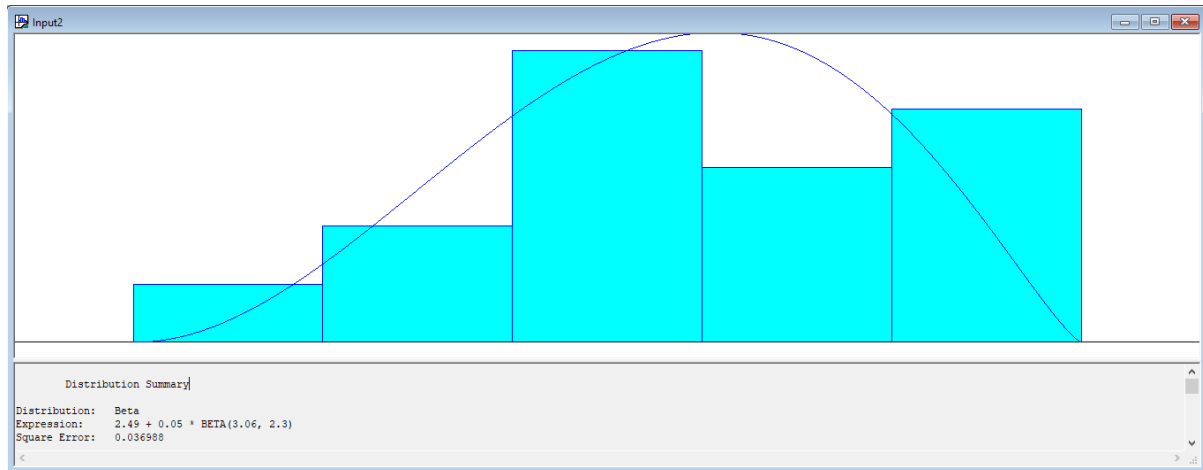 Input2
Distribution Summary
Distribution: Beta
Expression: 2.49 + 0.05 * BETA(3.06, 2.3)
Square Error: 0.036988